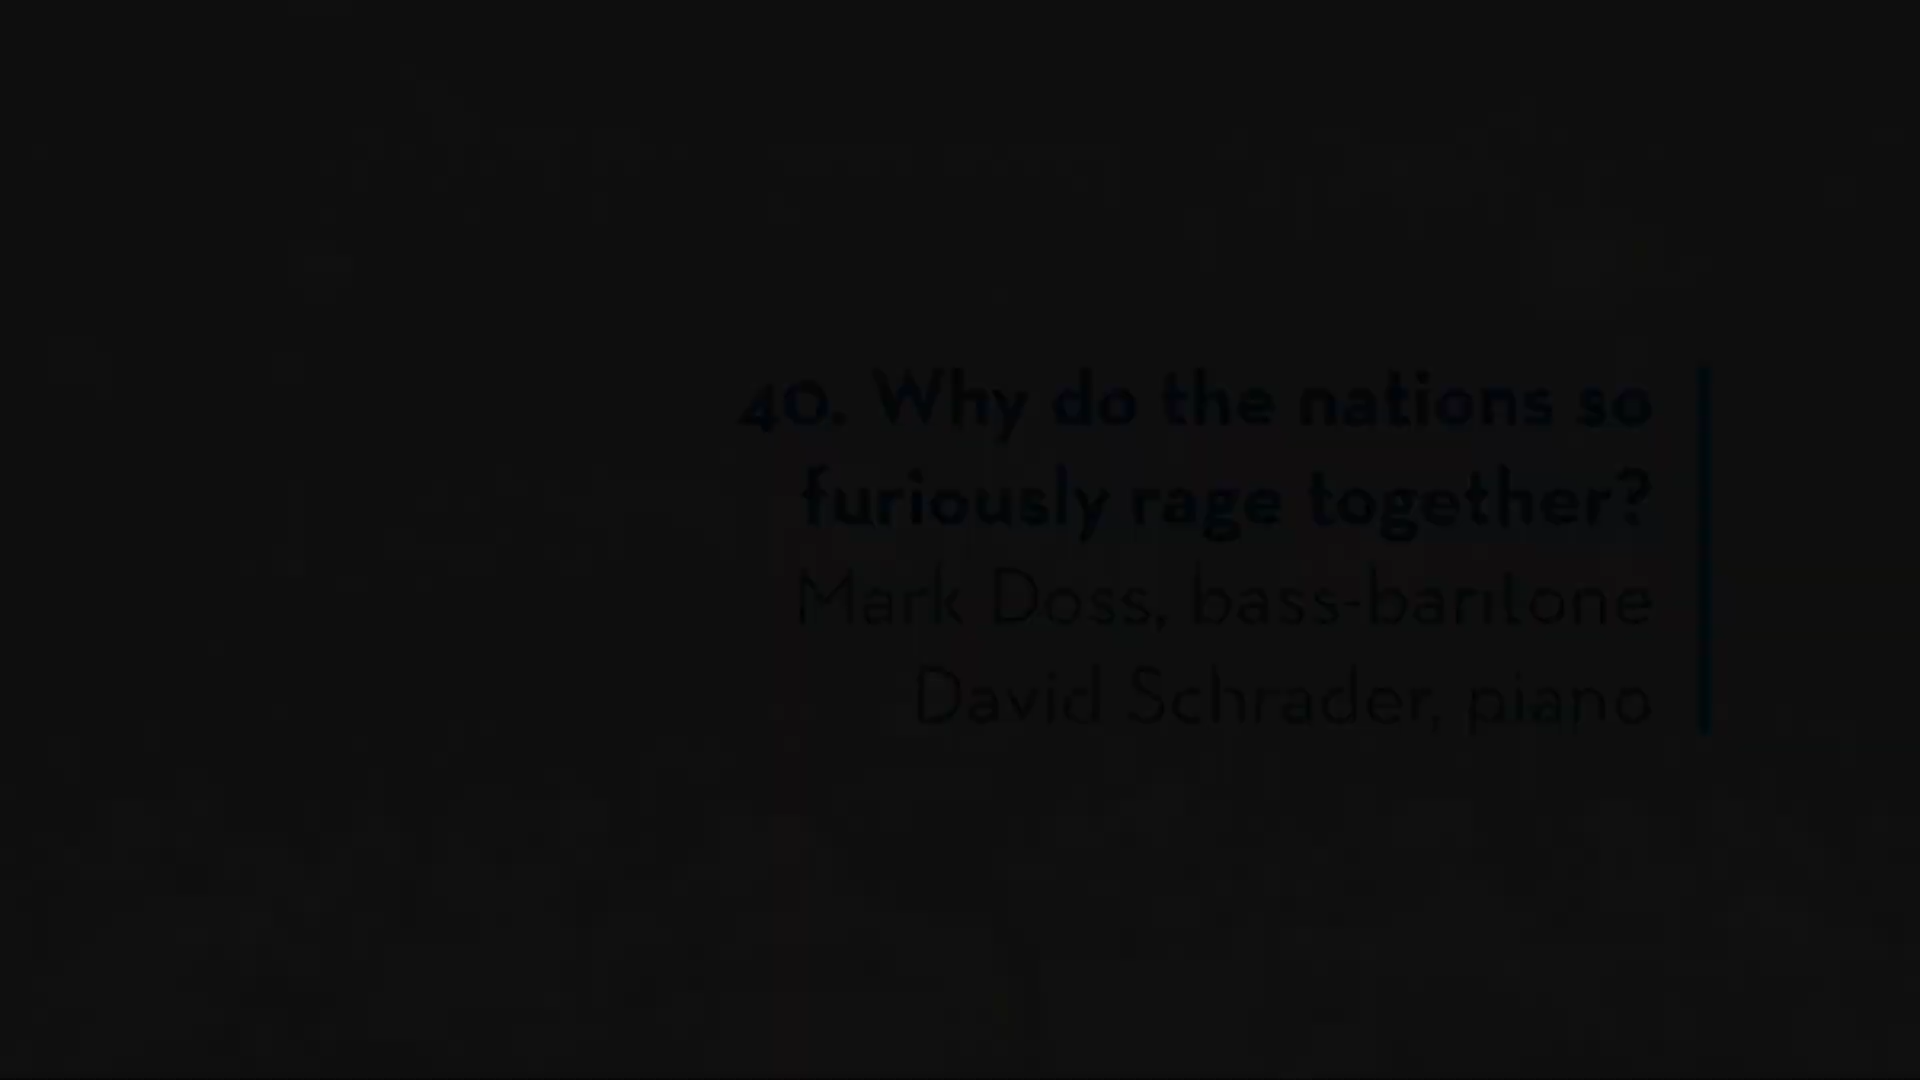 40. Why do the nations so
furiously rage together?
Mark Doss, bass-baritone
David Schrader, piano